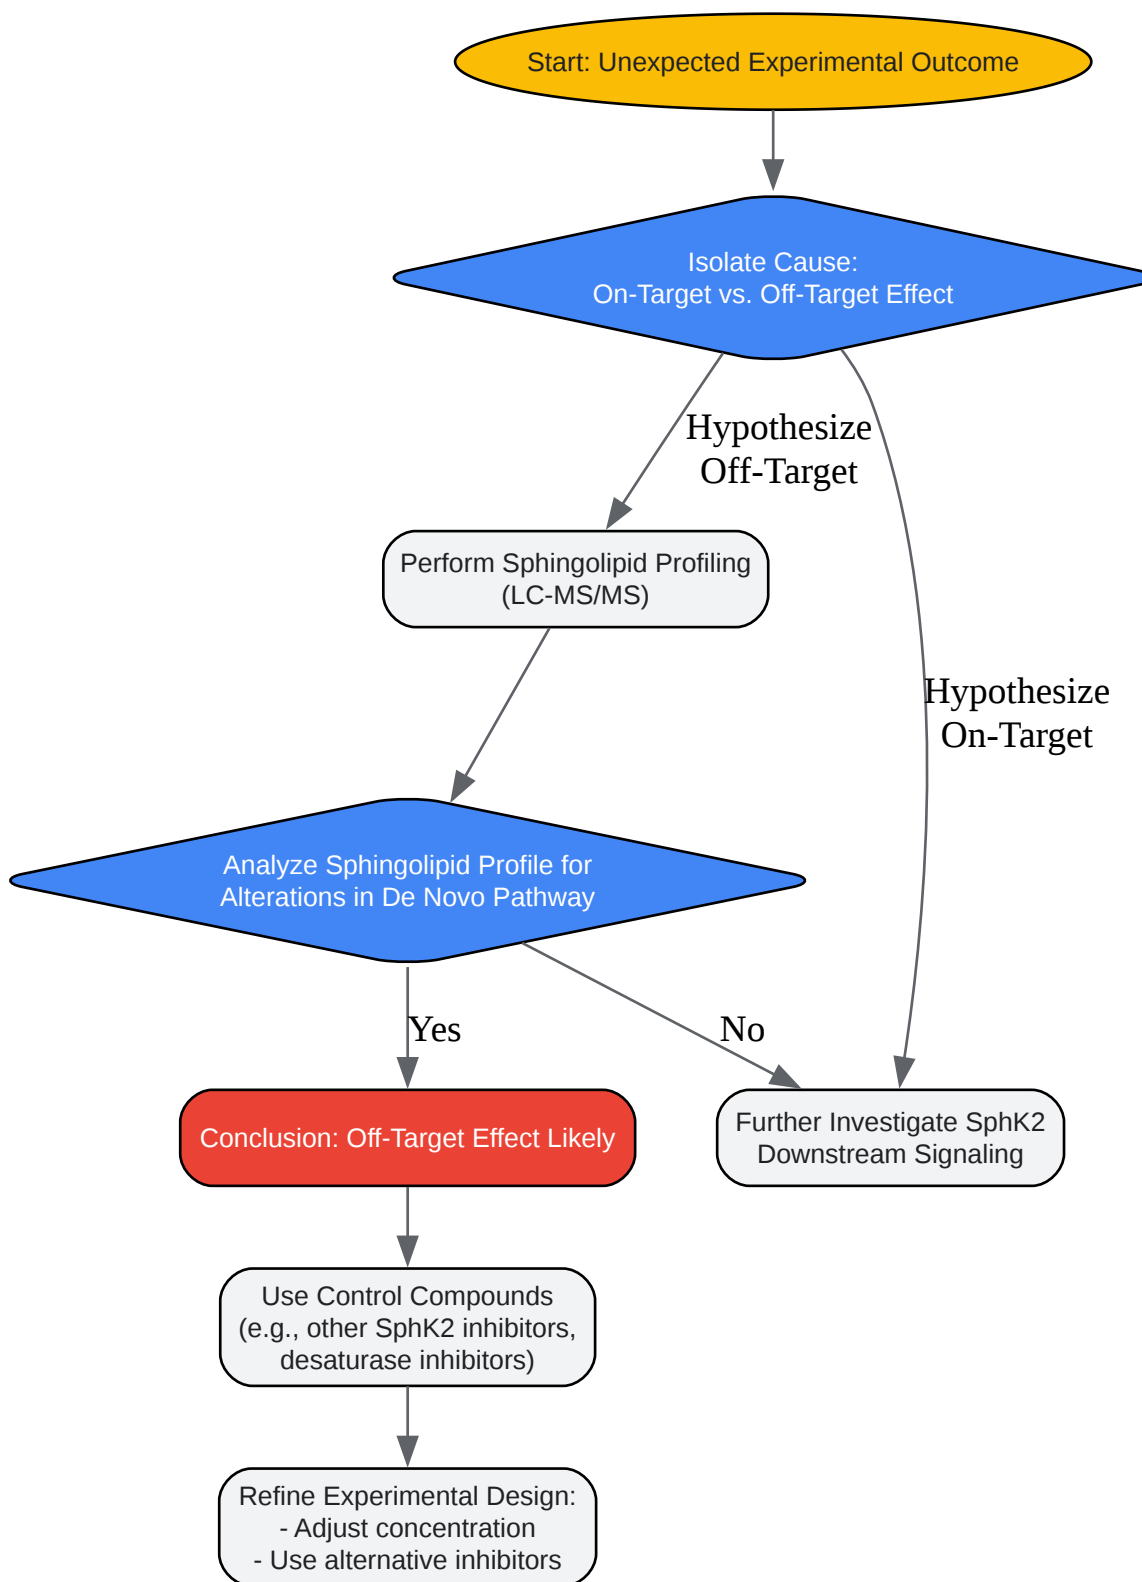 Start: Unexpected Experimental Outcome
Isolate Cause:
On-Target vs. Off-Target Effect
Hypothesize
Off-Target
Perform Sphingolipid Profiling
(LC-MS/MS)
Hypothesize
On-Target
Analyze Sphingolipid Profile for
Alterations in De Novo Pathway
Yes
No
Conclusion: Off-Target Effect Likely
Further Investigate SphK2
Downstream Signaling
Use Control Compounds
(e.g., other SphK2 inhibitors,
desaturase inhibitors)
Refine Experimental Design:
- Adjust concentration
- Use alternative inhibitors